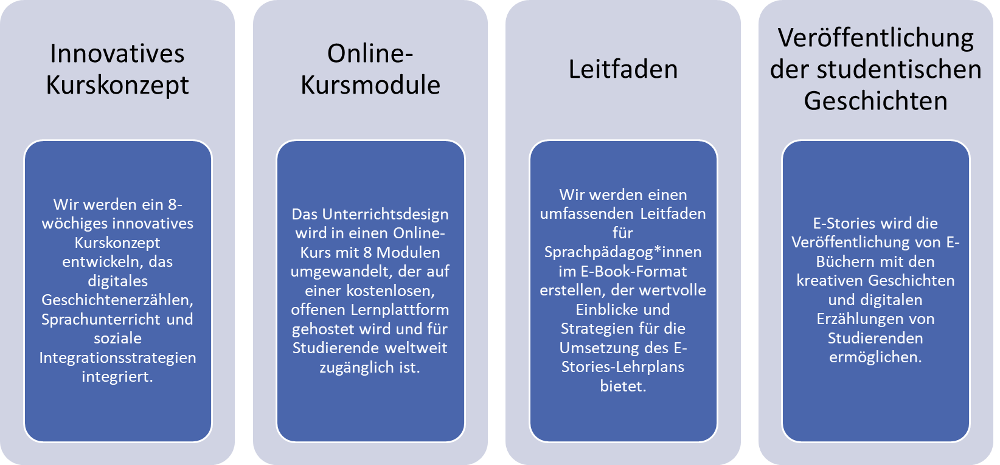 Innovatives
Kurskonzept
Wir werden ein 8-
wöchiges innovatives
Kurskonzept
entwickeln, das
digitales
Geschichtenerzählen,
Sprachunterricht und
soziale
Integrationsstrategien
integriert.
Online-
Kursmodule
Das Unterrichtsdesign
wird in einen Online-
Kurs mit 8 Modulen
umgewandelt, der auf
einer kostenlosen,
offenen Lernplattform
gehostet wird und für
Studierende weltweit
zugänglich ist.
Leitfaden
Wir werden einen
umfassenden Leitfaden
für
Sprachpädagog*innen
im E-Book-Format
erstellen, der wertvolle
Einblicke und
Strategien für die
Umsetzung des E-
Stories-Lehrplans
bietet.
Veröffentlichung
der studentischen
Geschichten
E-Stories wird die
Veröffentlichung von E-
Büchern mit den
kreativen Geschichten
und digitalen
Erzählungen von
Studierenden
ermöglichen.